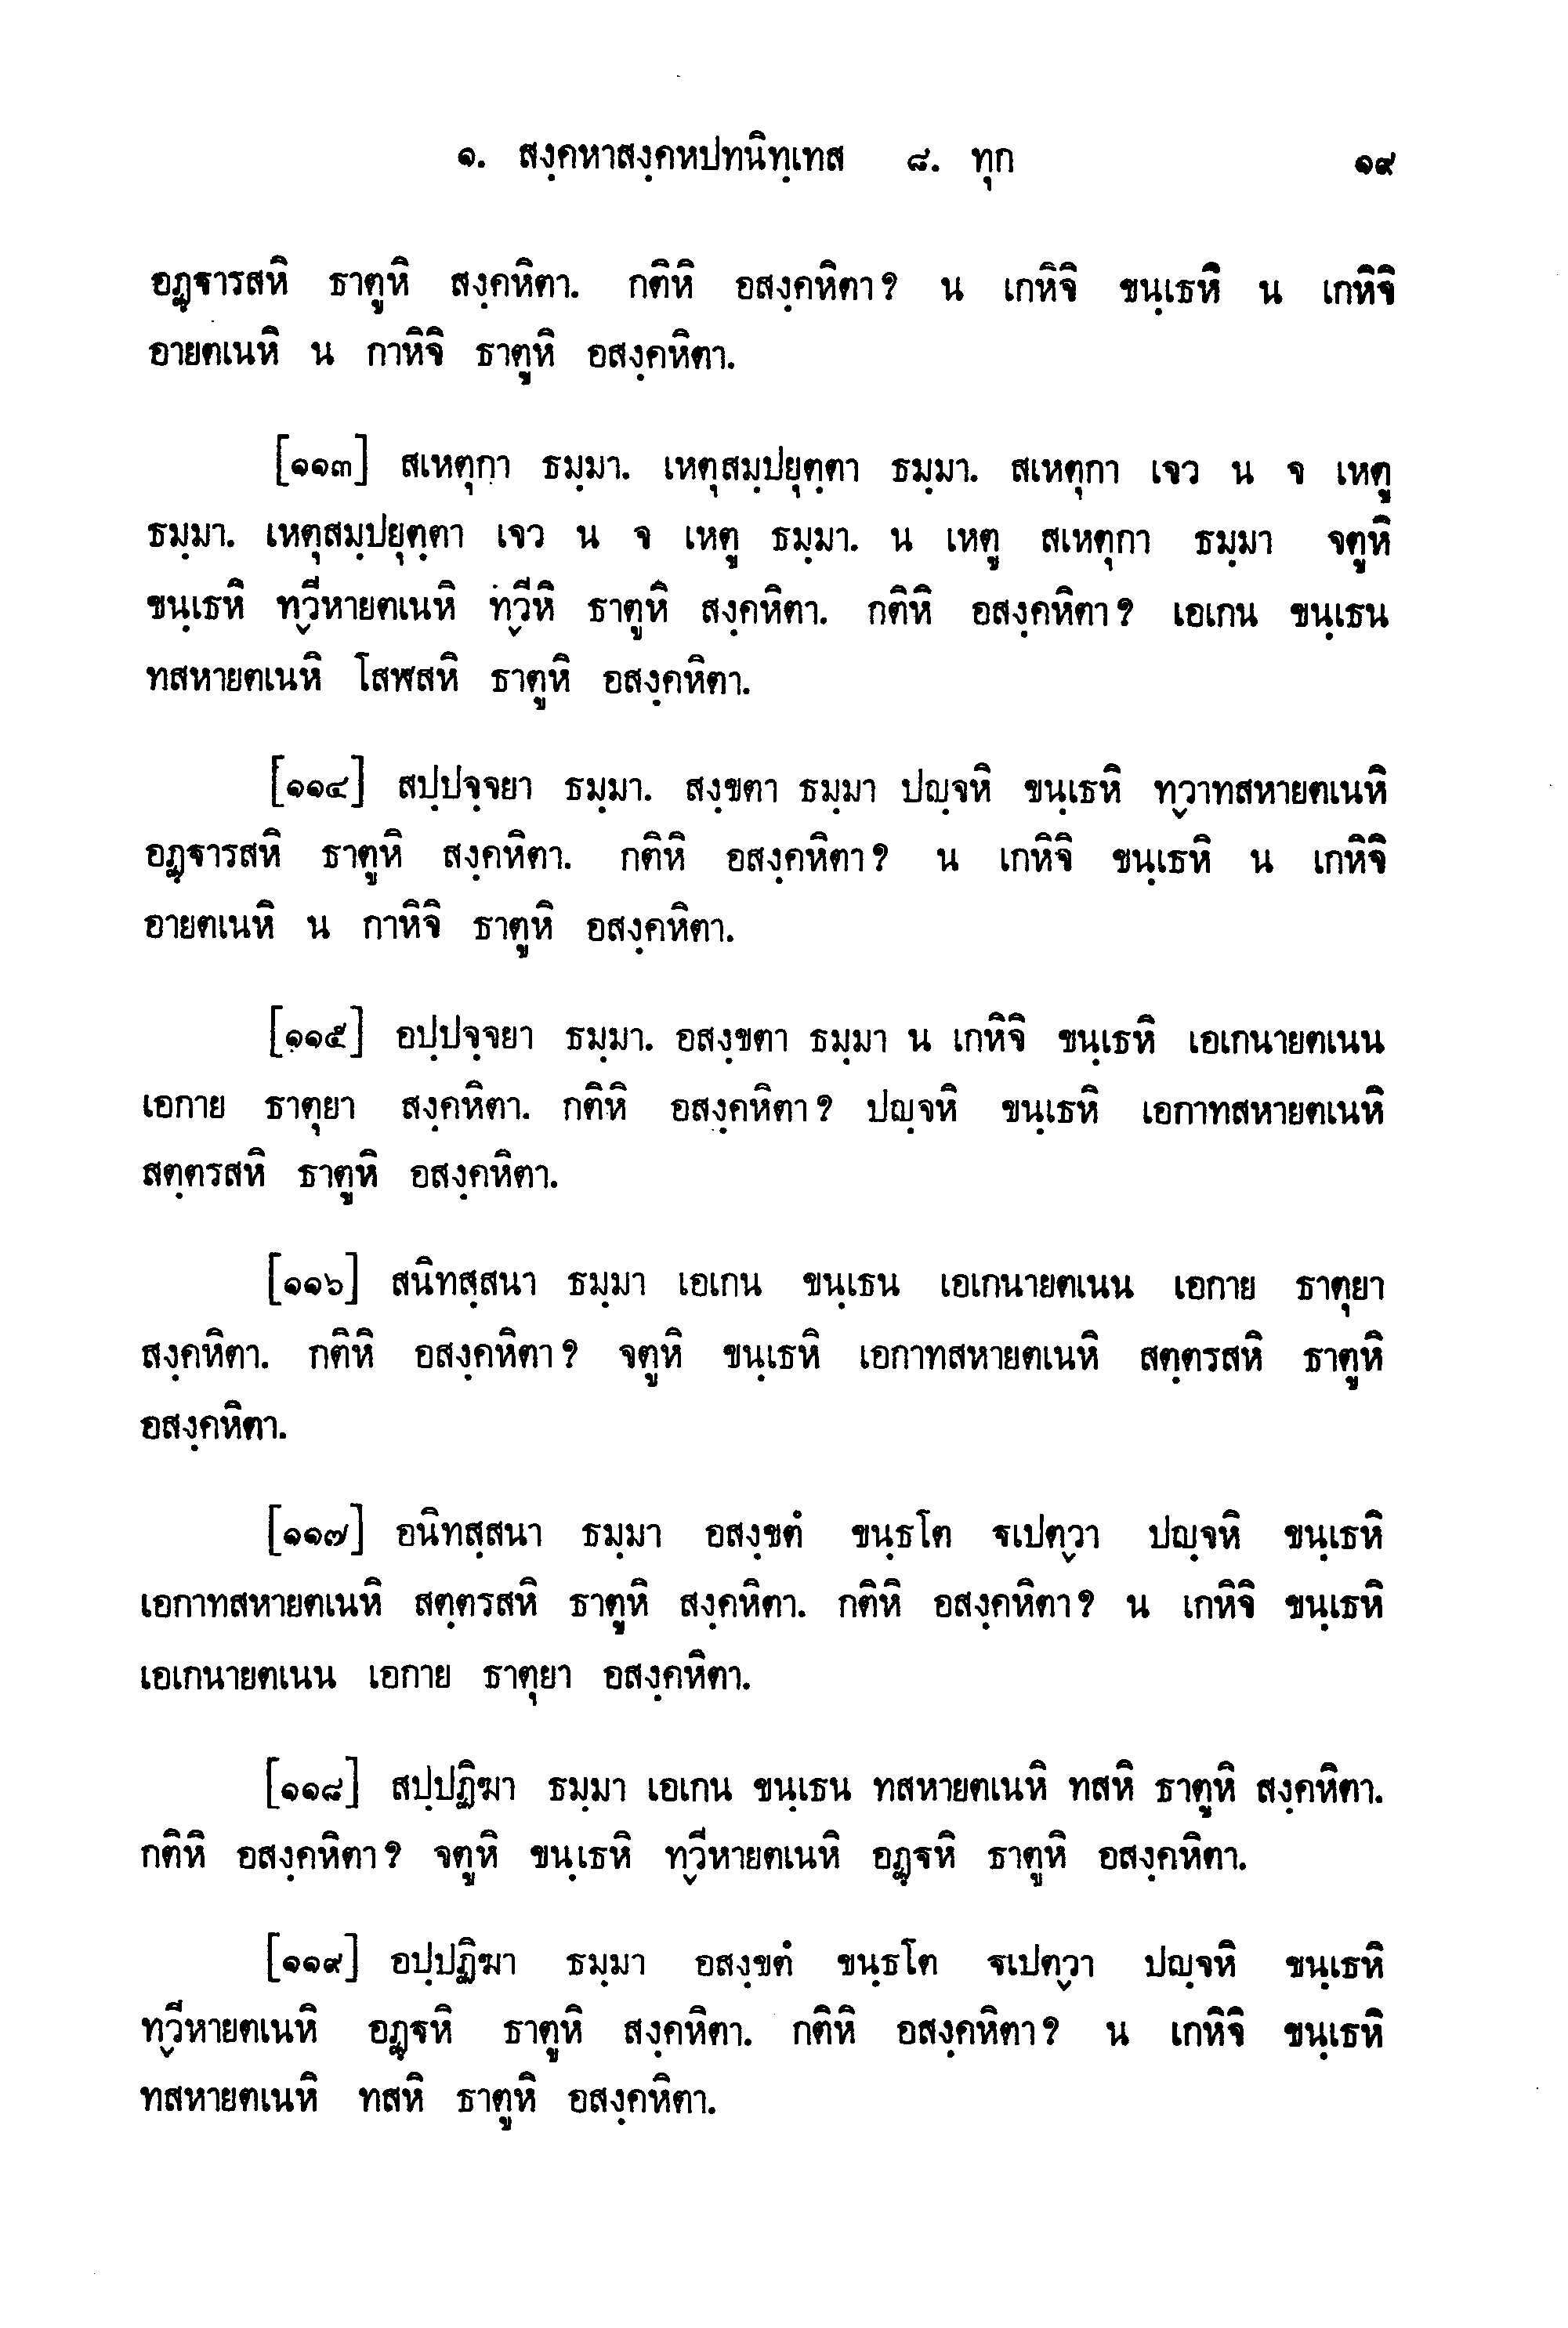 ๑. สงฺคหาสงฺคหปทนิทฺเทส ๘. ทุก ๑๙
อฏฺฐารสหิ ธาตูหิ สงฺคหิตา. กติหิ อสงฺคหิตา? น เกหิจิ ขนฺเธหิ น เกหิจิ
อายตเนหิ น กาหิจิ ธาตูหิ อสงฺคหิตา.
[๑๑๓] สเหตุกา ธมฺมา. เหตุสมฺปยุตฺตา ธมฺมา. สเหตุกา เจว น จ เหตู
ธมฺมา. เหตุสมฺปยุตฺตา เจว น จ เหตู ธมฺมา. น เหตู สเหตุกา ธมฺมา จตูหิ
ขนฺเธหิ ทฺวีหายตเนหิ ทฺวีหิ ธาตูหิ สงฺคหิตา. กติหิ อสงฺคหิตา? เอเกน ขนฺเธน
ทสหายตเนหิ โสฬสหิ ธาตูหิ อสงฺคหิตา.
[๑๑๔] สปฺปจฺจยา ธมฺมา. สงฺขตา ธมฺมา ปญฺจหิ ขนฺเธหิ ทฺวาทสหายตเนหิ
อฏฺฐารสหิ ธาตูหิ สงฺคหิตา. กติหิ อสงฺคหิตา? น เกหิจิ ขนฺเธหิ น เกหิจิ
อายตเนหิ น กาหิจิ ธาตูหิ อสงฺคหิตา.
[๑๑๕] อปฺปจฺจยา ธมฺมา. อสงฺขตา ธมฺมา น เกหิจิ ขนฺเธหิ เอเกนายตเนน
เอกาย ธาตุยา สงฺคหิตา. กติหิ อสงฺคหิตา? ปญฺจหิ ขนฺเธหิ เอกาทสหายตเนหิ
สตฺตรสหิ ธาตูหิ อสงฺคหิตา.
[๑๑๖] สนิทสฺสนา ธมฺมา เอเกน ขนฺเธน เอเกนายตเนน เอกาย ธาตุยา
สงฺคหิตา. กติหิ อสงฺคหิตา? จตูหิ ขนฺเธหิ เอกาทสหายตเนหิ สตฺตรสหิ ธาตูหิ
อสงฺคหิตา.
[๑๑๗] อนิทสฺสนา ธมฺมา อสงฺขตํ ขนฺธโต ฐเปตฺวา ปญฺจหิ ขนฺเธหิ
เอกาทสหายตเนหิ สตฺตรสหิ ธาตูหิ สงฺคหิตา. กติหิ อสงฺคหิตา? น เกหิจิ ขนฺเธหิ
เอเกนายตเนน เอกาย ธาตุยา อสงฺคหิตา.
[๑๑๘] สปฺปฏิฆา ธมฺมา เอเกน ขนฺเธน ทสหายตเนหิ ทสหิ ธาตูหิ สงฺคหิตา.
กติหิ อสงฺคหิตา? จตูหิ ขนฺเธหิ ทฺวีหายตเนหิ อฏฺฐหิ ธาตูหิ อสงฺคหิตา.
[๑๑๙] อปฺปฏิฆา ธมฺมา อสงฺขตํ ขนฺธโต ฐเปตฺวา ปญฺจหิ ขนฺเธหิ
ทฺวีหายตเนหิ อฏฺฐหิ ธาตูหิ สงฺคหิตา. กติหิ อสงฺคหิตา? น เกหิจิ ขนฺเธหิ
ทสหายตเนหิ ทสหิ ธาตูหิ อสงฺคหิตา.